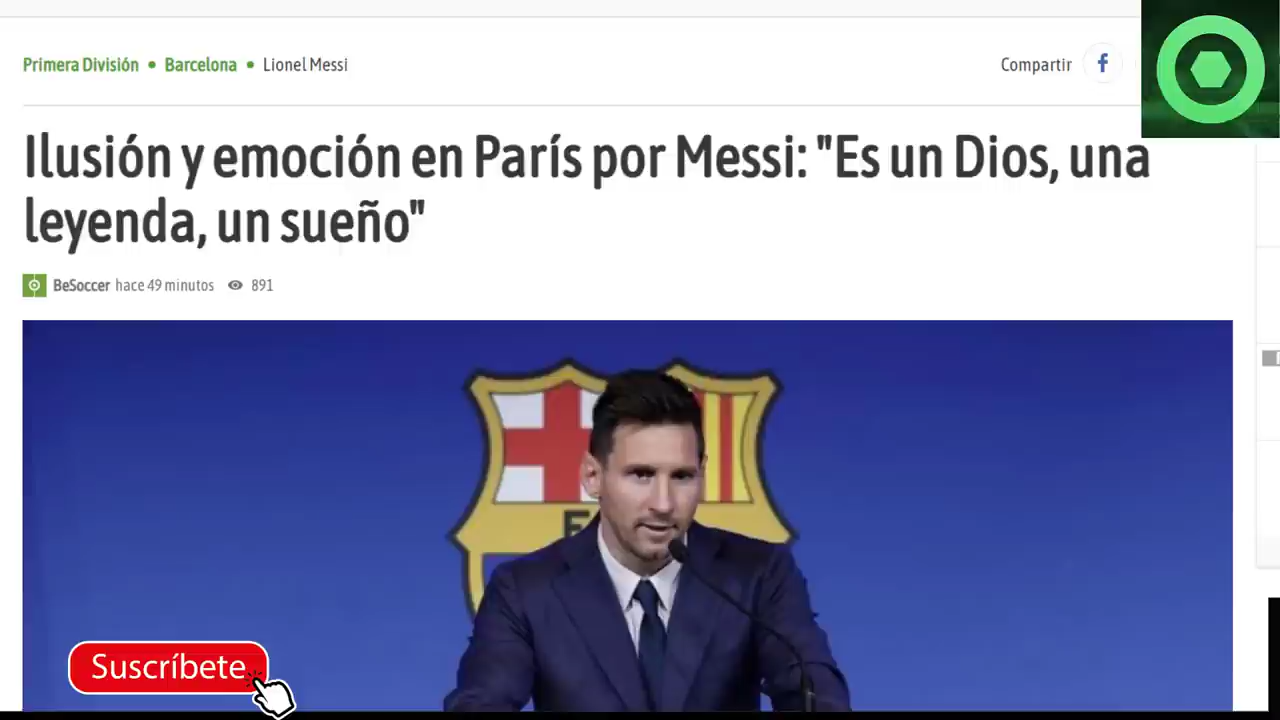 Primera División • Barcelona • Lionel Messi
Compartir f
Ilusión y emoción en París por Messi: "Es un Dios, una
leyenda, un sueño"
BeSoccer hace 49 minutos 891
F
Suscríbete